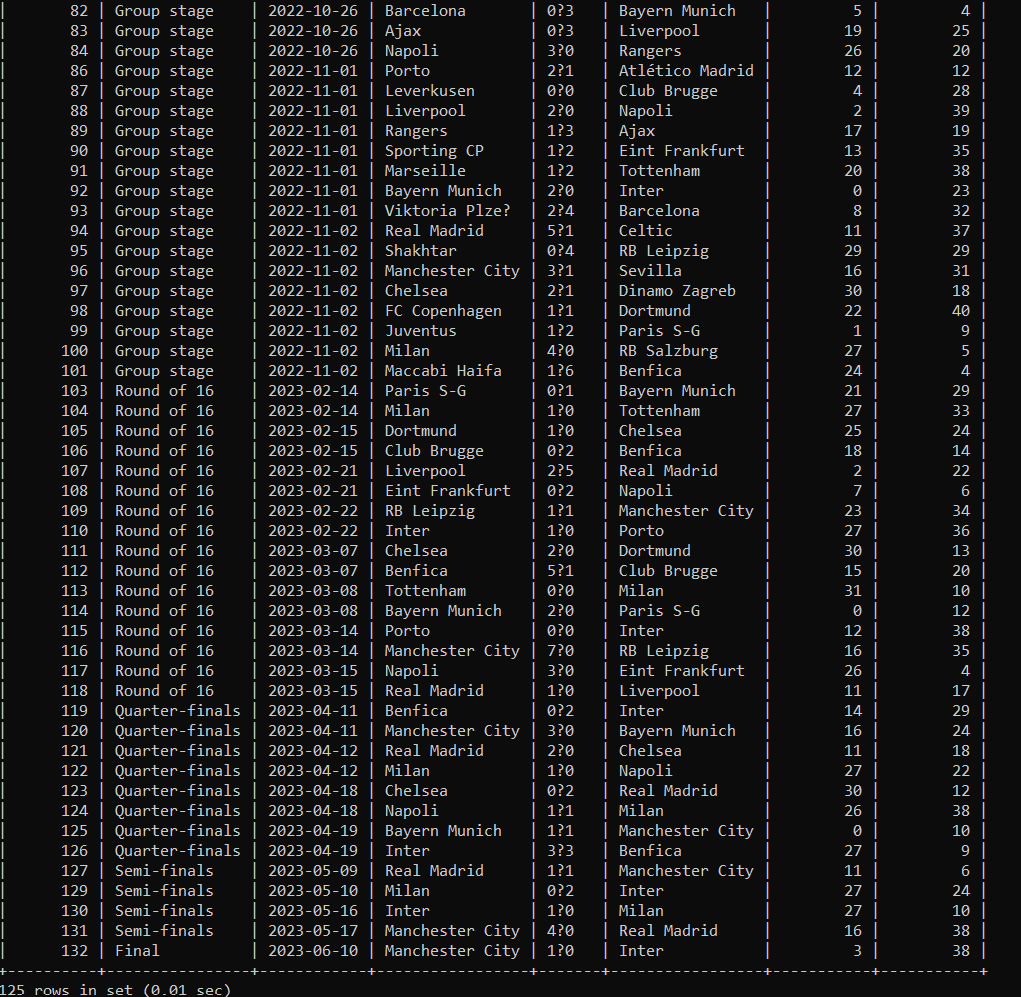 | 82 | Group stage | 2022-10-26 | Barcelona | 0?3 | Bayern Munich | 5 | 4 |
| 83 | Group stage | 2022-10-26 | Ajax | 0?3 | Liverpool | 19 | 25 |
| 84 | Group stage | 2022-10-26 | Napoli | 3?0 | Rangers | 26 | 20 |
| 86 | Group stage | 2022-11-01 | Porto | 2?1 | Atlético Madrid | 12 | 12 |
| 87 | Group stage | 2022-11-01 | Leverkusen | 0?0 | Club Brugge | 4 | 28 |
| 88 | Group stage | 2022-11-01 | Liverpool | 2?0 | Napoli | 2 | 39 |
| 89 | Group stage | 2022-11-01 | Rangers | 1?3 | Ajax | 17 | 19 |
| 90 | Group stage | 2022-11-01 | Sporting CP | 1?2 | Eint Frankfurt | 13 | 35 |
| 91 | Group stage | 2022-11-01 | Marseille | 1?2 | Tottenham | 20 | 38 |
| 92 | Group stage | 2022-11-01 | Bayern Munich | 2?0 | Inter | 0 | 23 |
| 93 | Group stage | 2022-11-01 | Viktoria Plze? | 2?4 | Barcelona | 8 | 32 |
| 94 | Group stage | 2022-11-02 | Real Madrid | 5?1 | Celtic | 11 | 37 |
| 95 | Group stage | 2022-11-02 | Shakhtar | 0?4 | RB Leipzig | 29 | 29 |
| 96 | Group stage | 2022-11-02 | Manchester City | 3?1 | Sevilla | 16 | 31 |
| 97 | Group stage | 2022-11-02 | Chelsea | 2?1 | Dinamo Zagreb | 30 | 18 |
| 98 | Group stage | 2022-11-02 | FC Copenhagen | 1?1 | Dortmund | 22 | 40 |
| 99 | Group stage | 2022-11-02 | Juventus | 1?2 | Paris S-G | 1 | 9 |
| 100 | Group stage | 2022-11-02 | Milan | 4?0 | RB Salzburg | 27 | 5 |
| 101 | Group stage | 2022-11-02 | Maccabi Haifa | 1?6 | Benfica | 24 | 4 |
| 103 | Round of 16 | 2023-02-14 | Paris S-G | 0?1 | Bayern Munich | 21 | 29 |
| 104 | Round of 16 | 2023-02-14 | Milan | 1?0 | Tottenham | 27 | 33 |
| 105 | Round of 16 | 2023-02-15 | Dortmund | 1?0 | Chelsea | 25 | 24 |
| 106 | Round of 16 | 2023-02-15 | Club Brugge | 0?2 | Benfica | 18 | 14 |
| 107 | Round of 16 | 2023-02-21 | Liverpool | 2?5 | Real Madrid | 2 | 22 |
| 108 | Round of 16 | 2023-02-21 | Eint Frankfurt | 0?2 | Napoli | 7 | 6 |
| 109 | Round of 16 | 2023-02-22 | RB Leipzig | 1?1 | Manchester City | 23 | 34 |
| 110 | Round of 16 | 2023-02-22 | Inter | 1?0 | Porto | 27 | 36 |
| 111 | Round of 16 | 2023-03-07 | Chelsea | 2?0 | Dortmund | 30 | 13 |
| 112 | Round of 16 | 2023-03-07 | Benfica | 5?1 | Club Brugge | 15 | 20 |
| 113 | Round of 16 | 2023-03-08 | Tottenham | 0?0 | Milan | 31 | 10 |
| 114 | Round of 16 | 2023-03-08 | Bayern Munich | 2?0 | Paris S-G | 0 | 12 |
| 115 | Round of 16 | 2023-03-14 | Porto | 0?0 | Inter | 12 | 38 |
| 116 | Round of 16 | 2023-03-14 | Manchester City | 7?0 | RB Leipzig | 16 | 35 |
| 117 | Round of 16 | 2023-03-15 | Napoli | 3?0 | Eint Frankfurt | 26 | 4 |
| 118 | Round of 16 | 2023-03-15 | Real Madrid | 1?0 | Liverpool | 11 | 17 |
| 119 | Quarter-finals | 2023-04-11 | Benfica | 0?2 | Inter | 14 | 29 |
| 120 | Quarter-finals | 2023-04-11 | Manchester City | 3?0 | Bayern Munich | 16 | 24 |
| 121 | Quarter-finals | 2023-04-12 | Real Madrid | 2?0 | Chelsea | 11 | 18 |
| 122 | Quarter-finals | 2023-04-12 | Milan | 1?0 | Napoli | 27 | 22 |
| 123 | Quarter-finals | 2023-04-18 | Chelsea | 0?2 | Real Madrid | 30 | 12 |
| 124 | Quarter-finals | 2023-04-18 | Napoli | 1?1 | Milan | 26 | 38 |
| 125 | Quarter-finals | 2023-04-19 | Bayern Munich | 1?1 | Manchester City | 0 | 10 |
| 126 | Quarter-finals | 2023-04-19 | Inter | 3?3 | Benfica | 27 | 9 |
| 127 | Semi-finals | 2023-05-09 | Real Madrid | 1?1 | Manchester City | 11 | 6 |
| 129 | Semi-finals | 2023-05-10 | Milan | 0?2 | Inter | 27 | 24 |
| 130 | Semi-finals | 2023-05-16 | Inter | 1?0 | Milan | 27 | 10 |
| 131 | Semi-finals | 2023-05-17 | Manchester City | 4?0 | Real Madrid | 16 | 38 |
| 132 | Final | 2023-06-10 | Manchester City | 1?0 | Inter | 3 | 38 |
125 rows in set (0.01 sec)